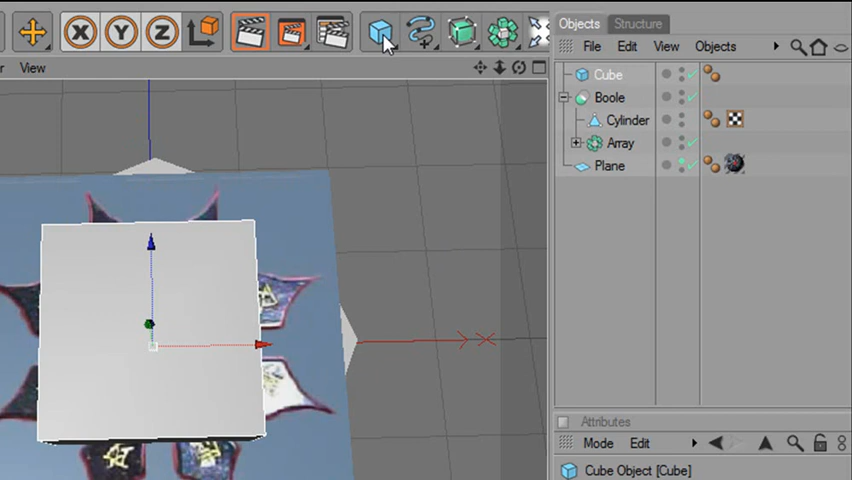 Objects Structure
X Y Z
File Edit View Objects
r View
Cube
Boole
Cylinder
Array
Plane
Attributes
Mode Edit
Cube Object [Cube]